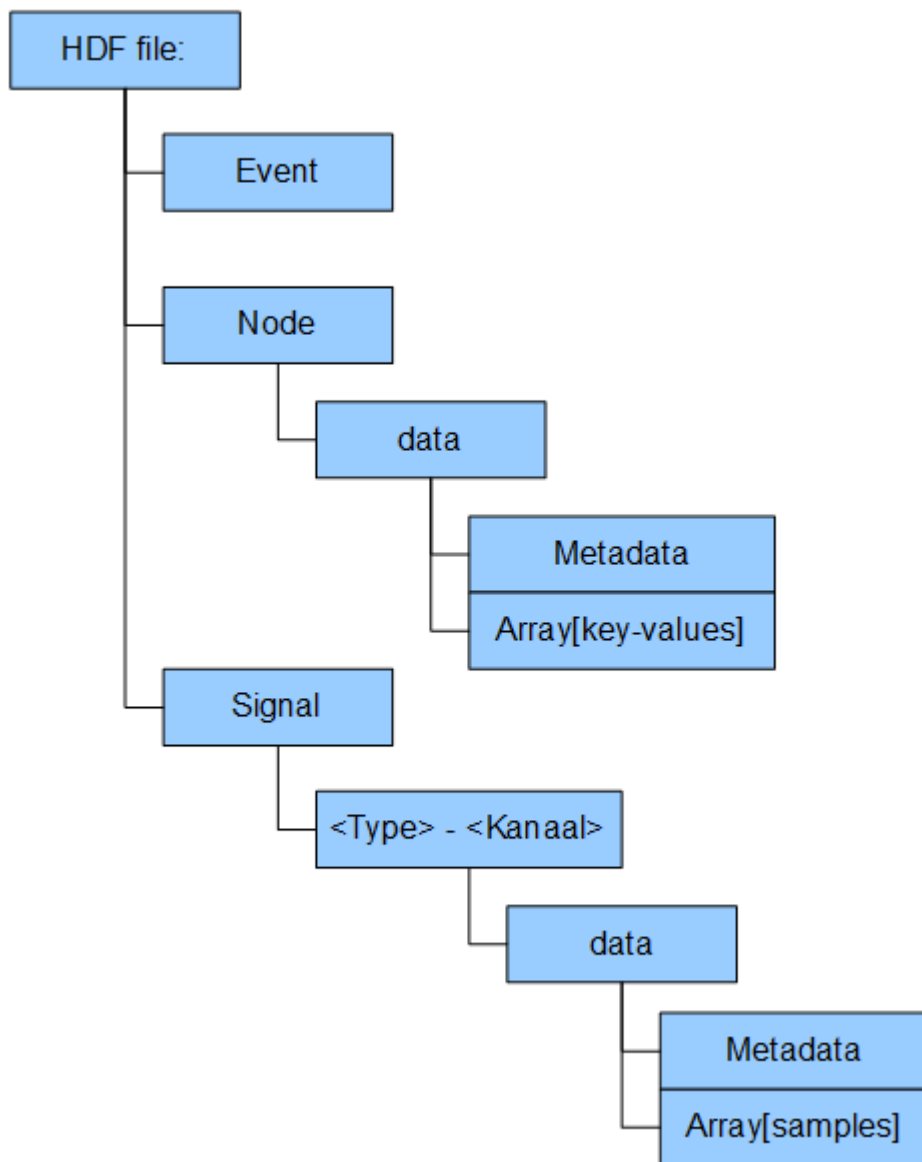 HDF file:
Event
Node
data
Metadata
Array[key-values]
Signal
<Type> - <Kanaal>
data
Metadata
Array[samples]